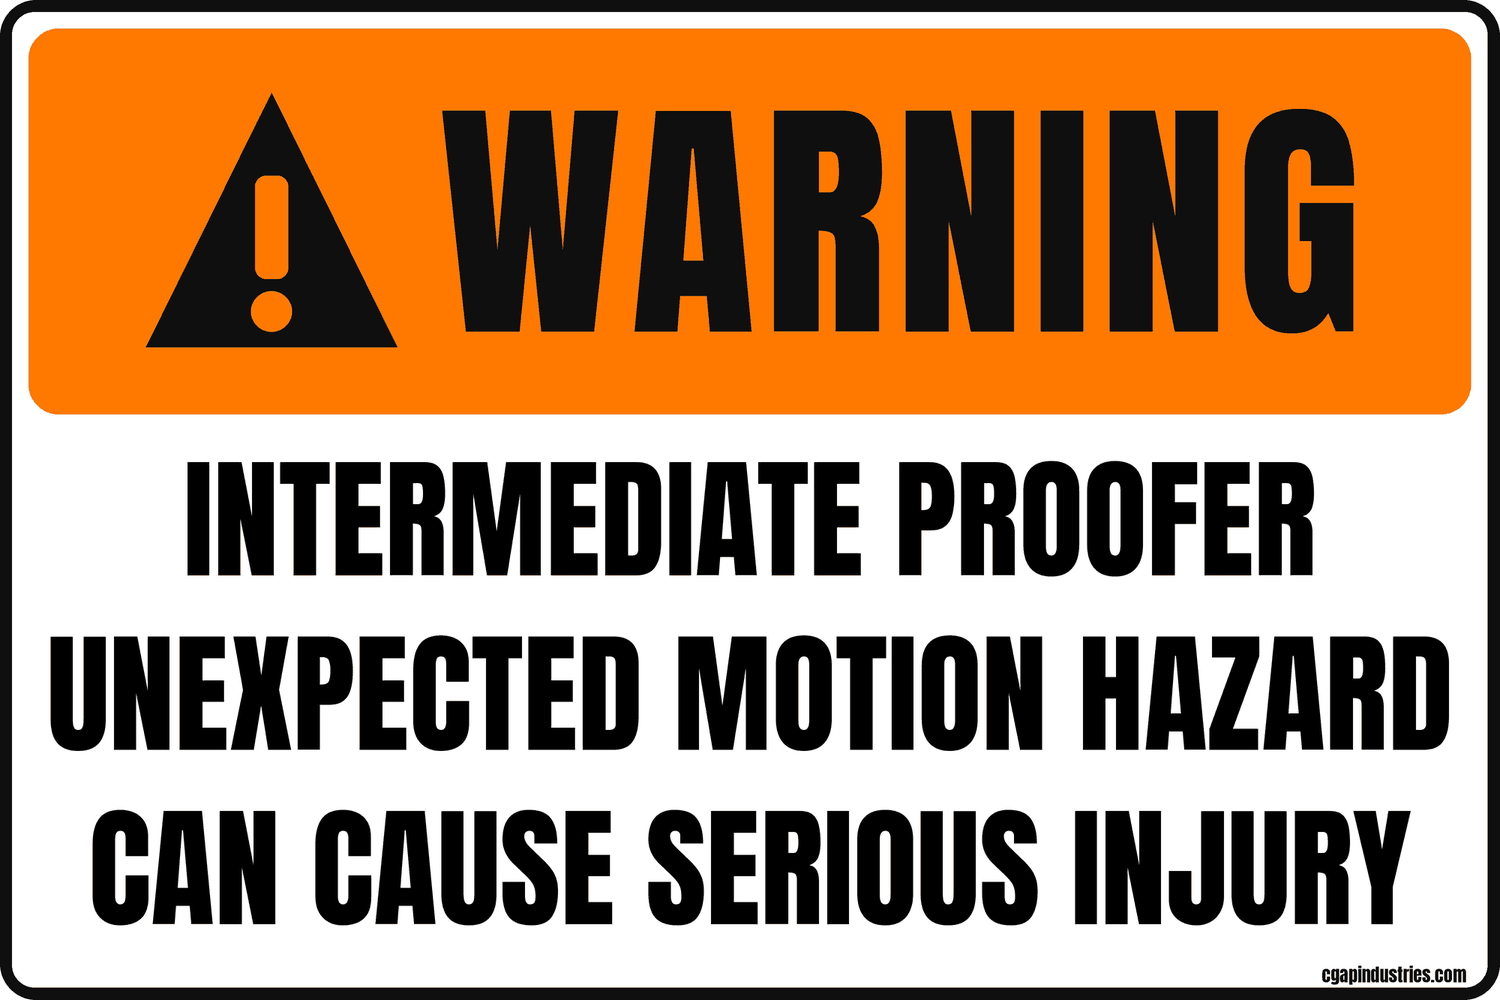 WARNING
INTERMEDIATE PROOFER
UNEXPECTED MOTION HAZARD
CAN CAUSE SERIOUS INJURY
cgapindustries.com